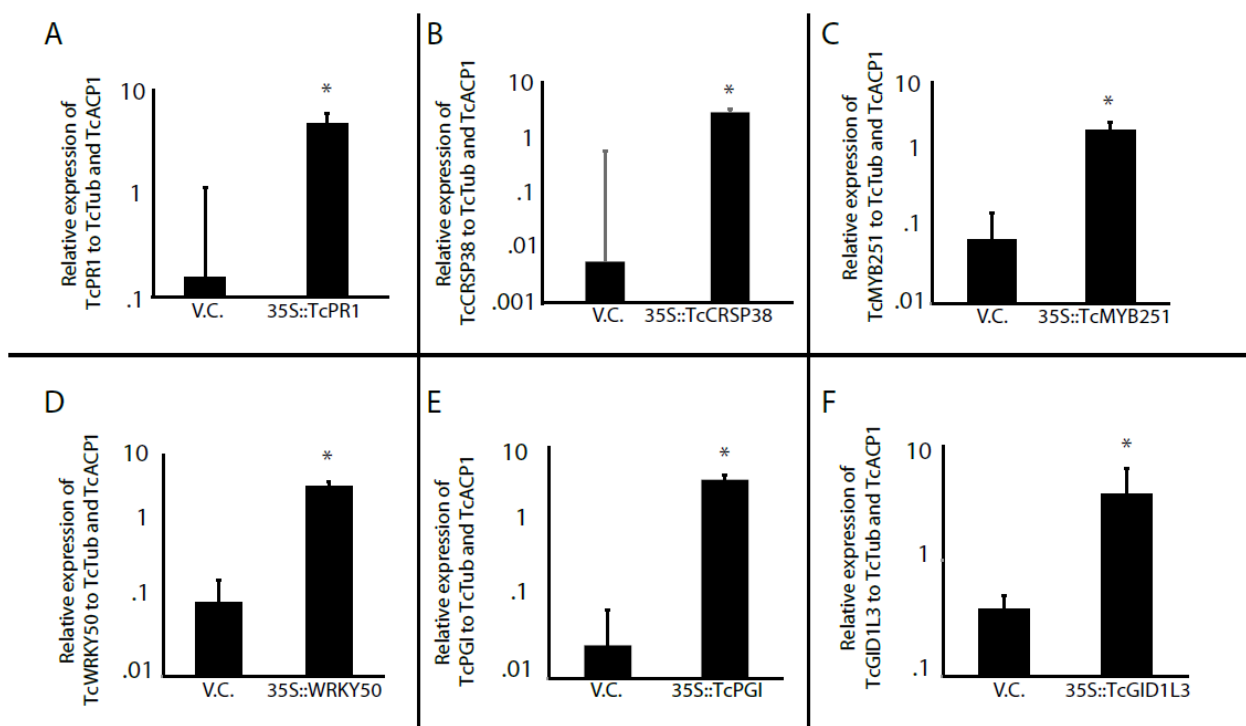 A
Relative expression of
TcPR1 to TcTub and TcACP1
10
1
.1
*
V.C.
35S::TcPR1
B
Relative expression of
TcCRSP38 to TcTub and TcACP1
10
1
.1
.01
.001
*
V.C.
35S::TcCRSP38
C
Relative expression of
TcMYB251 to TcTub and TcACP1
10
1
.1
.01
*
V.C.
35S::TcMYB251
D
Relative expression of
TcWRKY50 to TcTub and TcACP1
10
1
.1
.01
*
V.C.
35S::WRKY50
E
Relative expression of
TcPGI to TcTub and TcACP1
10
1
.1
.01
*
V.C.
35S::TcPGI
F
Relative expression of
TcGID1L3 to TcTub and TcACP1
10
1
.1
*
V.C.
35S::TcGID1L3